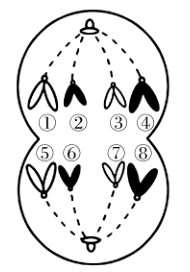 ① ② ③ ④
⑤ ⑥ ⑦ ⑧